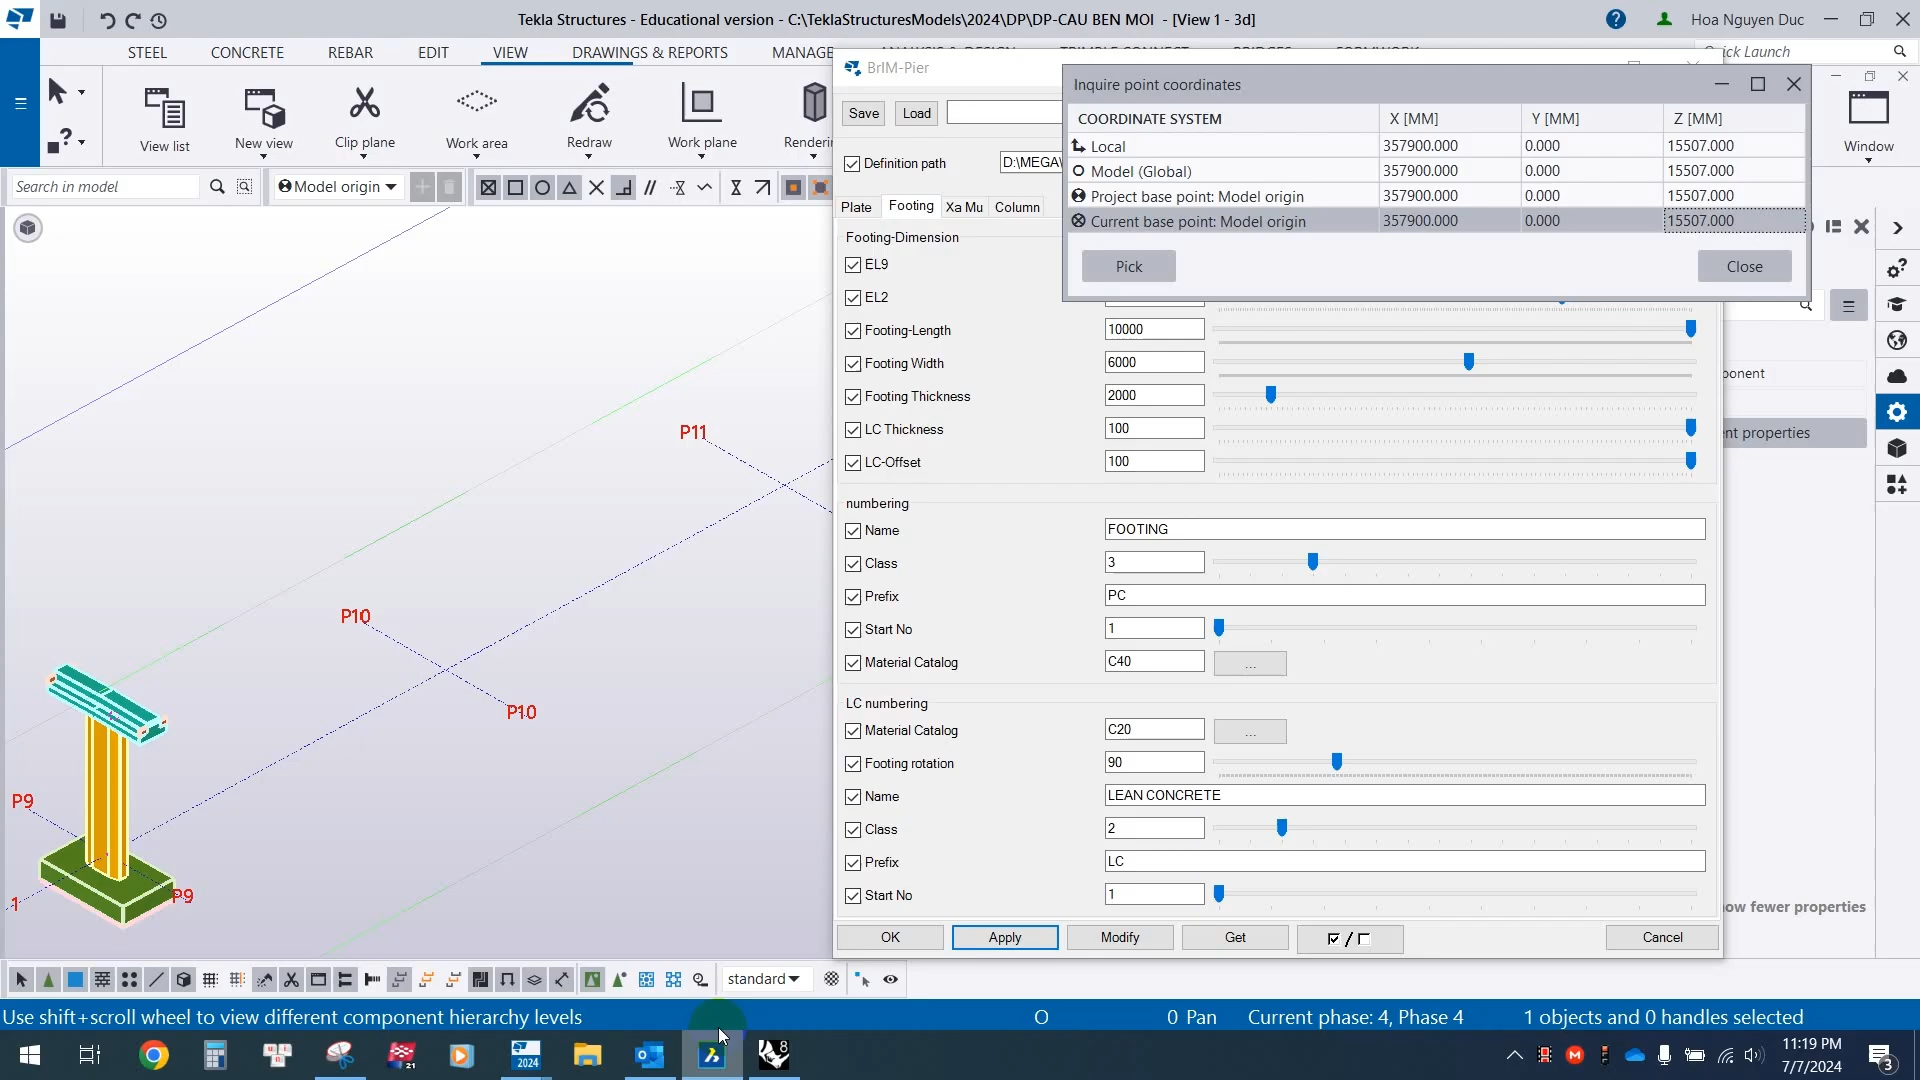 Tekla Structures - Educational version - C:\TeklaStructuresModels\2024\DP\DP-CAU BEN MOI - [View 1 - 3d]
Hoa Nguyen Duc
STEEL CONCRETE REBAR EDIT VIEW DRAWINGS & REPORTS MANAGE
Quick Launch
BrIM-Pier
Inquire point coordinates
Save Load
COORDINATE SYSTEM X [MM] Y [MM] Z [MM]
View list New view Clip plane Work area Redraw Work plane Rendering
Window
Local 357900.000 0.000 15507.000
Definition path D:\MEGA\
Model (Global) 357900.000 0.000 15507.000
Search in model
Model origin
Project base point: Model origin 357900.000 0.000 15507.000
Plate Footing Xa Mu Column
Current base point: Model origin 357900.000 0.000 15507.000
Footing-Dimension
EL9
Pick Close
EL2
Footing-Length 10000
Footing Width 6000
Footing Thickness 2000
LC Thickness 100
LC-Offset 100
onent
nt properties
P11
numbering
Name FOOTING
Class 3
Prefix PC
Start No 1
Material Catalog C40 ...
P10
P10
LC numbering
Material Catalog C20 ...
Footing rotation 90
Name LEAN CONCRETE
Class 2
Prefix LC
Start No 1
P9
P9
1
ow fewer properties
OK Apply Modify Get / Cancel
standard
Use shift+scroll wheel to view different component hierarchy levels
O 0 Pan Current phase: 4, Phase 4 1 objects and 0 handles selected
21
2024
8
11:19 PM
7/7/2024
3